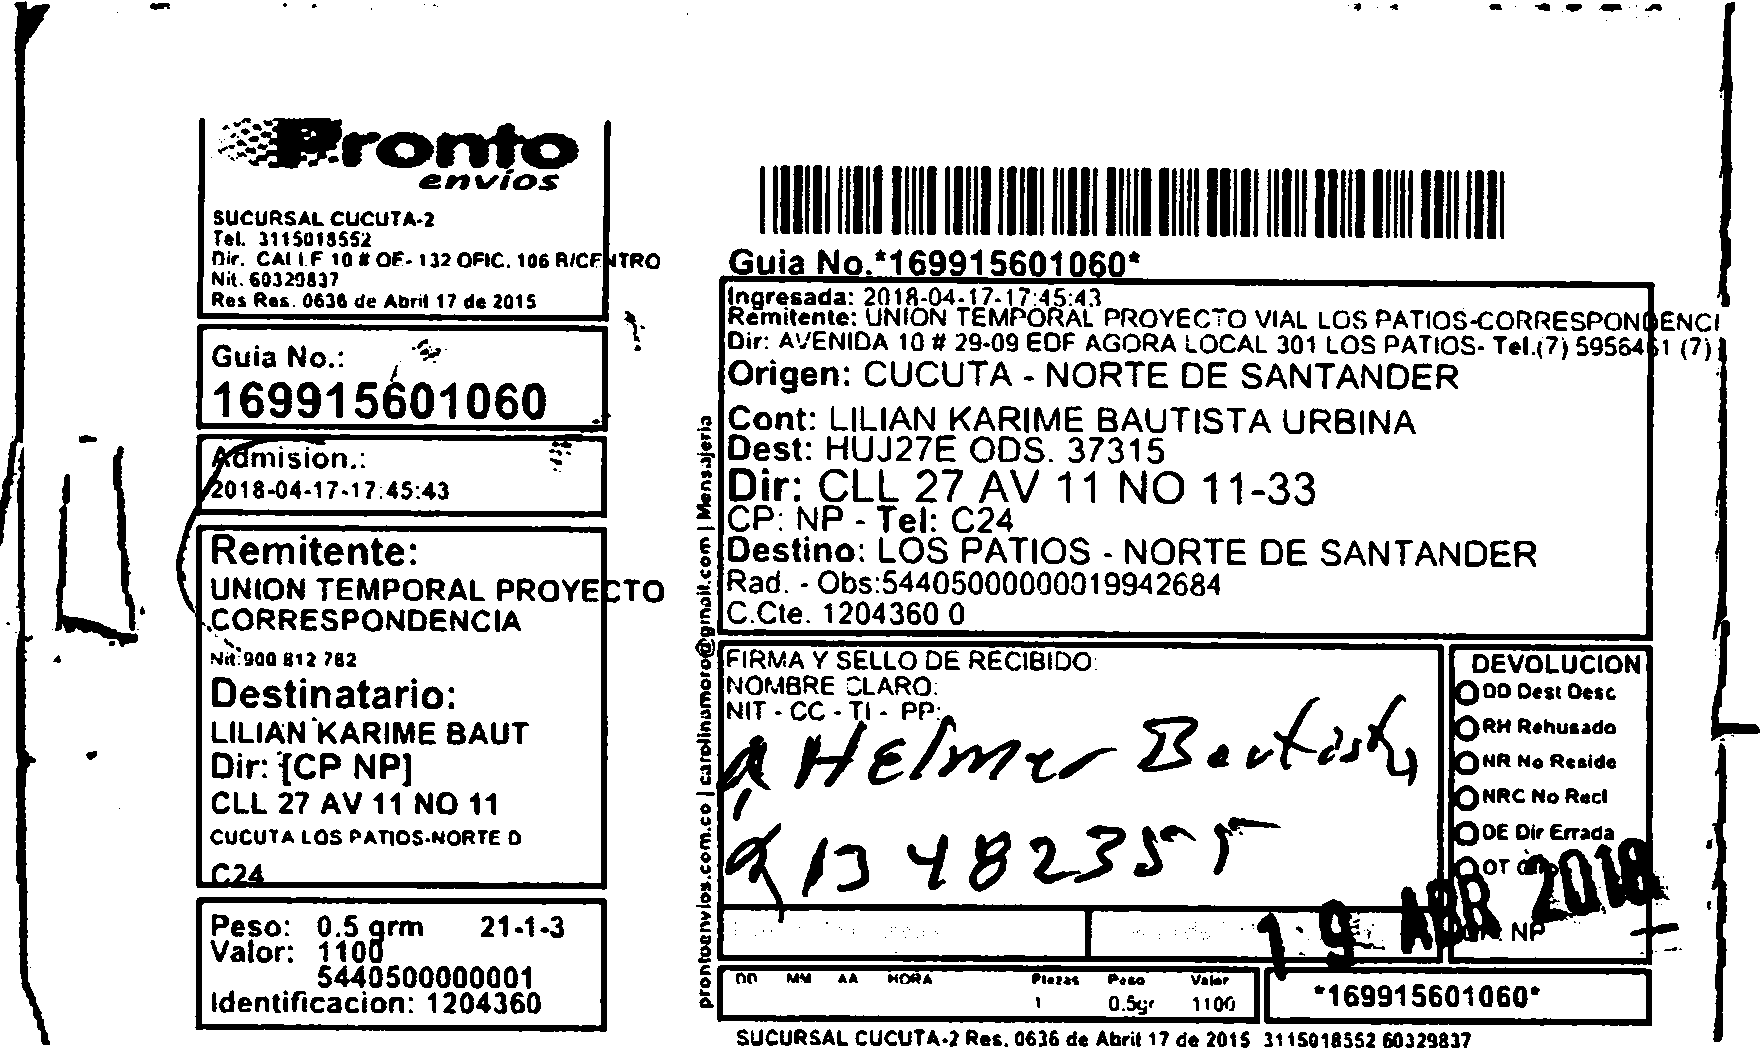 Pronto
envíos
SUCURSAL CUCUTA-2
Tel. 3115018552
Dir. CALLE 10 # OE- 132 OFIC. 106 R/CENTRO
Nit. 60329837
Res Res. 0636 de Abril 17 de 2015
Guia No.:
169915601060
Admision.:
2018-04-17-17:45:43
Remitente:
UNION TEMPORAL PROYECTO
CORRESPONDENCIA
Nit:900 812 782
Destinatario:
LILIAN KARIME BAUT
Dir: [CP NP]
CLL 27 AV 11 NO 11
CUCUTA LOS PATIOS-NORTE D
C24
Peso: 0.5 grm 21-1-3
Valor: 1100
5440500000001
Identificacion: 1204360
prontoenvios.com.co | carolinamoro@gmail.com | Mensajeria
Guia No.*169915601060*
Ingresada: 2018-04-17-17:45:43
Remitente: UNION TEMPORAL PROYECTO VIAL LOS PATIOS-CORRESPONDENCI
Dir: AVENIDA 10 # 29-09 EDF AGORA LOCAL 301 LOS PATIOS- Tel.(7) 5956461 (7)
Origen: CUCUTA - NORTE DE SANTANDER
Cont: LILIAN KARIME BAUTISTA URBINA
Dest: HUJ27E ODS. 37315
Dir: CLL 27 AV 11 NO 11-33
CP: NP - Tel: C24
Destino: LOS PATIOS - NORTE DE SANTANDER
Rad. - Obs:54405000000019942684
C.Cte. 1204360 0
FIRMA Y SELLO DE RECIBIDO:
NOMBRE CLARO:
NIT - CC - TI - PP:
Helmer Bautista
13482355
DEVOLUCION
DD Dest Desc
RH Rehusado
NR No Reside
NRC No Recl
DE Dir Errada
OT
NP
19 ABR 2018
DD MM AA HORA Piezas Peso Valor
1 0.5gr 1100
*169915601060*
SUCURSAL CUCUTA-2 Res. 0636 de Abril 17 de 2015 3115018552 60329837